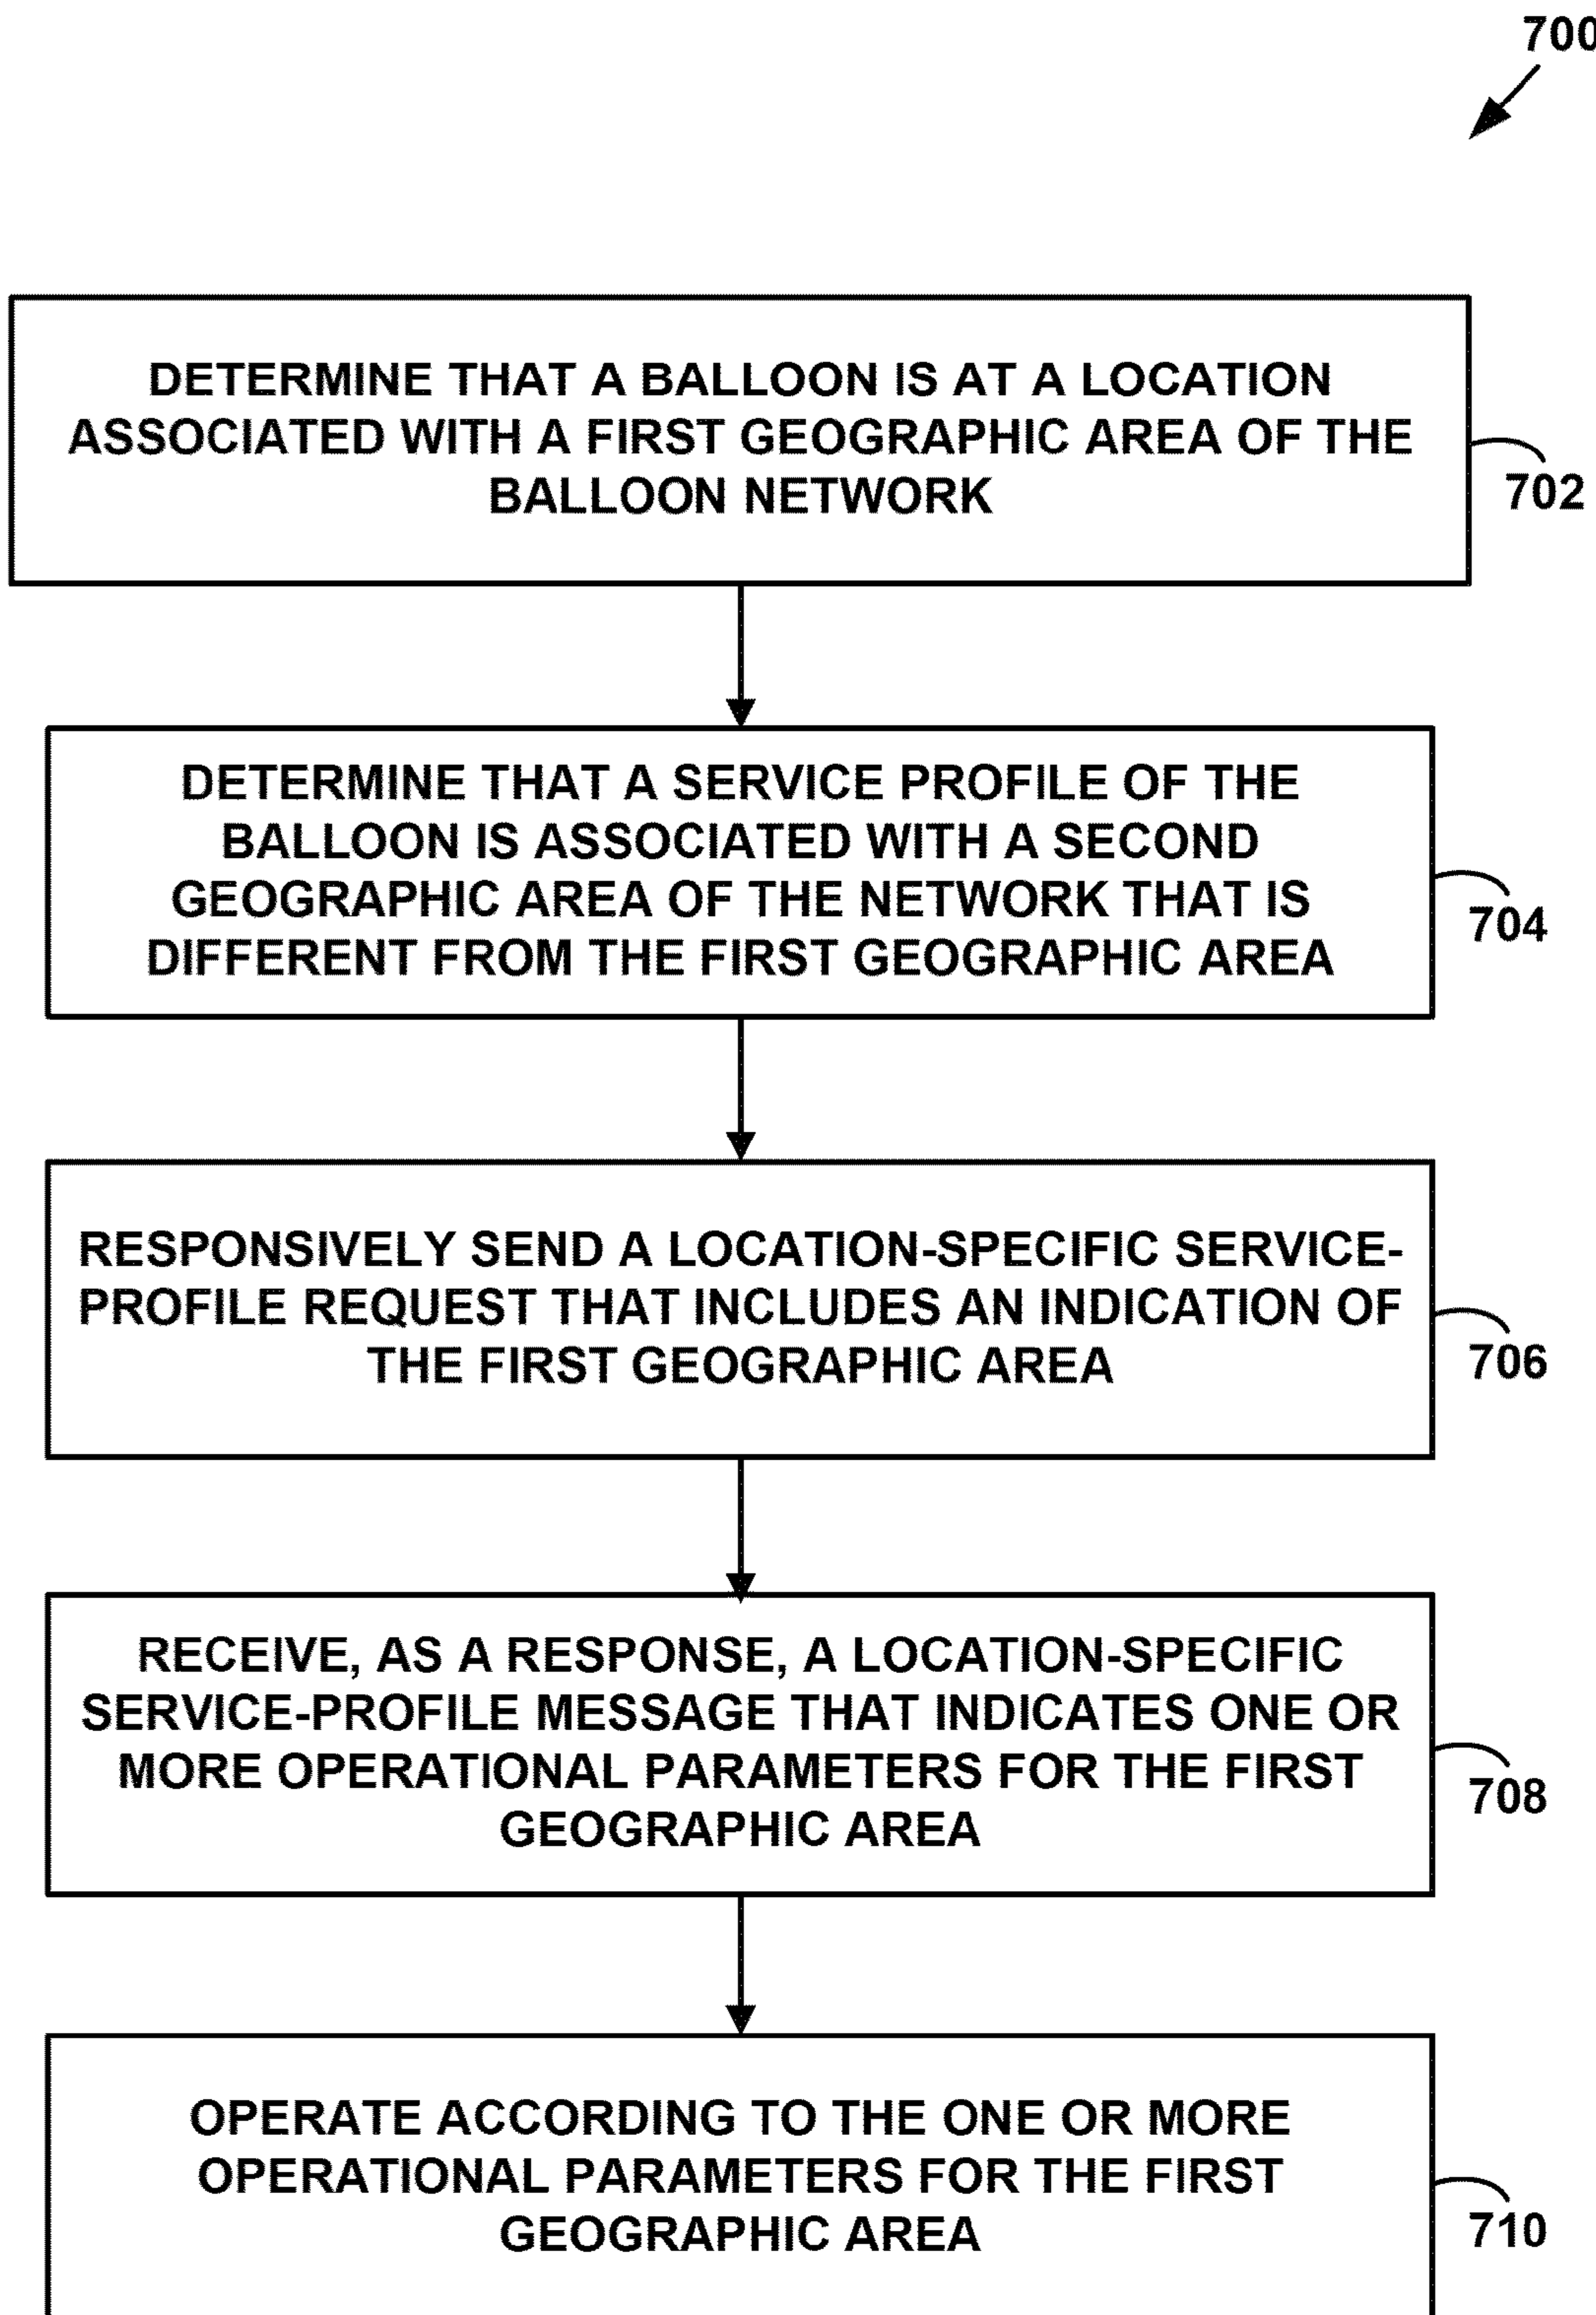 700
DETERMINE THAT A BALLOON IS AT A LOCATION
ASSOCIATED WITH A FIRST GEOGRAPHIC AREA OF THE
BALLOON NETWORK
702
DETERMINE THAT A SERVICE PROFILE OF THE
BALLOON IS ASSOCIATED WITH A SECOND
GEOGRAPHIC AREA OF THE NETWORK THAT IS
DIFFERENT FROM THE FIRST GEOGRAPHIC AREA
704
RESPONSIVELY SEND A LOCATION-SPECIFIC SERVICE-
PROFILE REQUEST THAT INCLUDES AN INDICATION OF
THE FIRST GEOGRAPHIC AREA
706
RECEIVE, AS A RESPONSE, A LOCATION-SPECIFIC
SERVICE-PROFILE MESSAGE THAT INDICATES ONE OR
MORE OPERATIONAL PARAMETERS FOR THE FIRST
GEOGRAPHIC AREA
708
OPERATE ACCORDING TO THE ONE OR MORE
OPERATIONAL PARAMETERS FOR THE FIRST
GEOGRAPHIC AREA
710